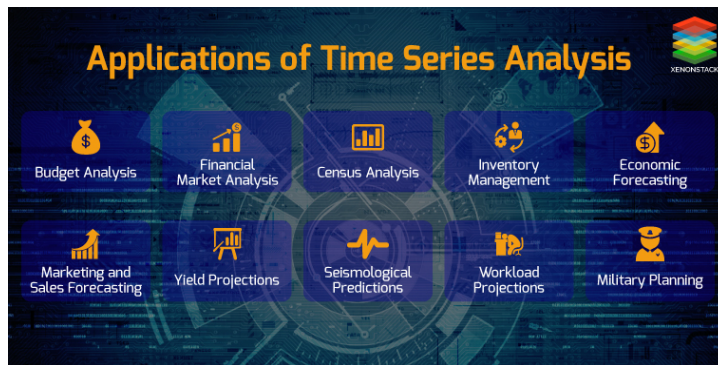 Applications of Time Series Analysis
XENONSTACK
Budget Analysis
Financial
Market Analysis
Census Analysis
Inventory
Management
Economic
Forecasting
Marketing and
Sales Forecasting
Yield Projections
Seismological
Predictions
Workload
Projections
Military Planning